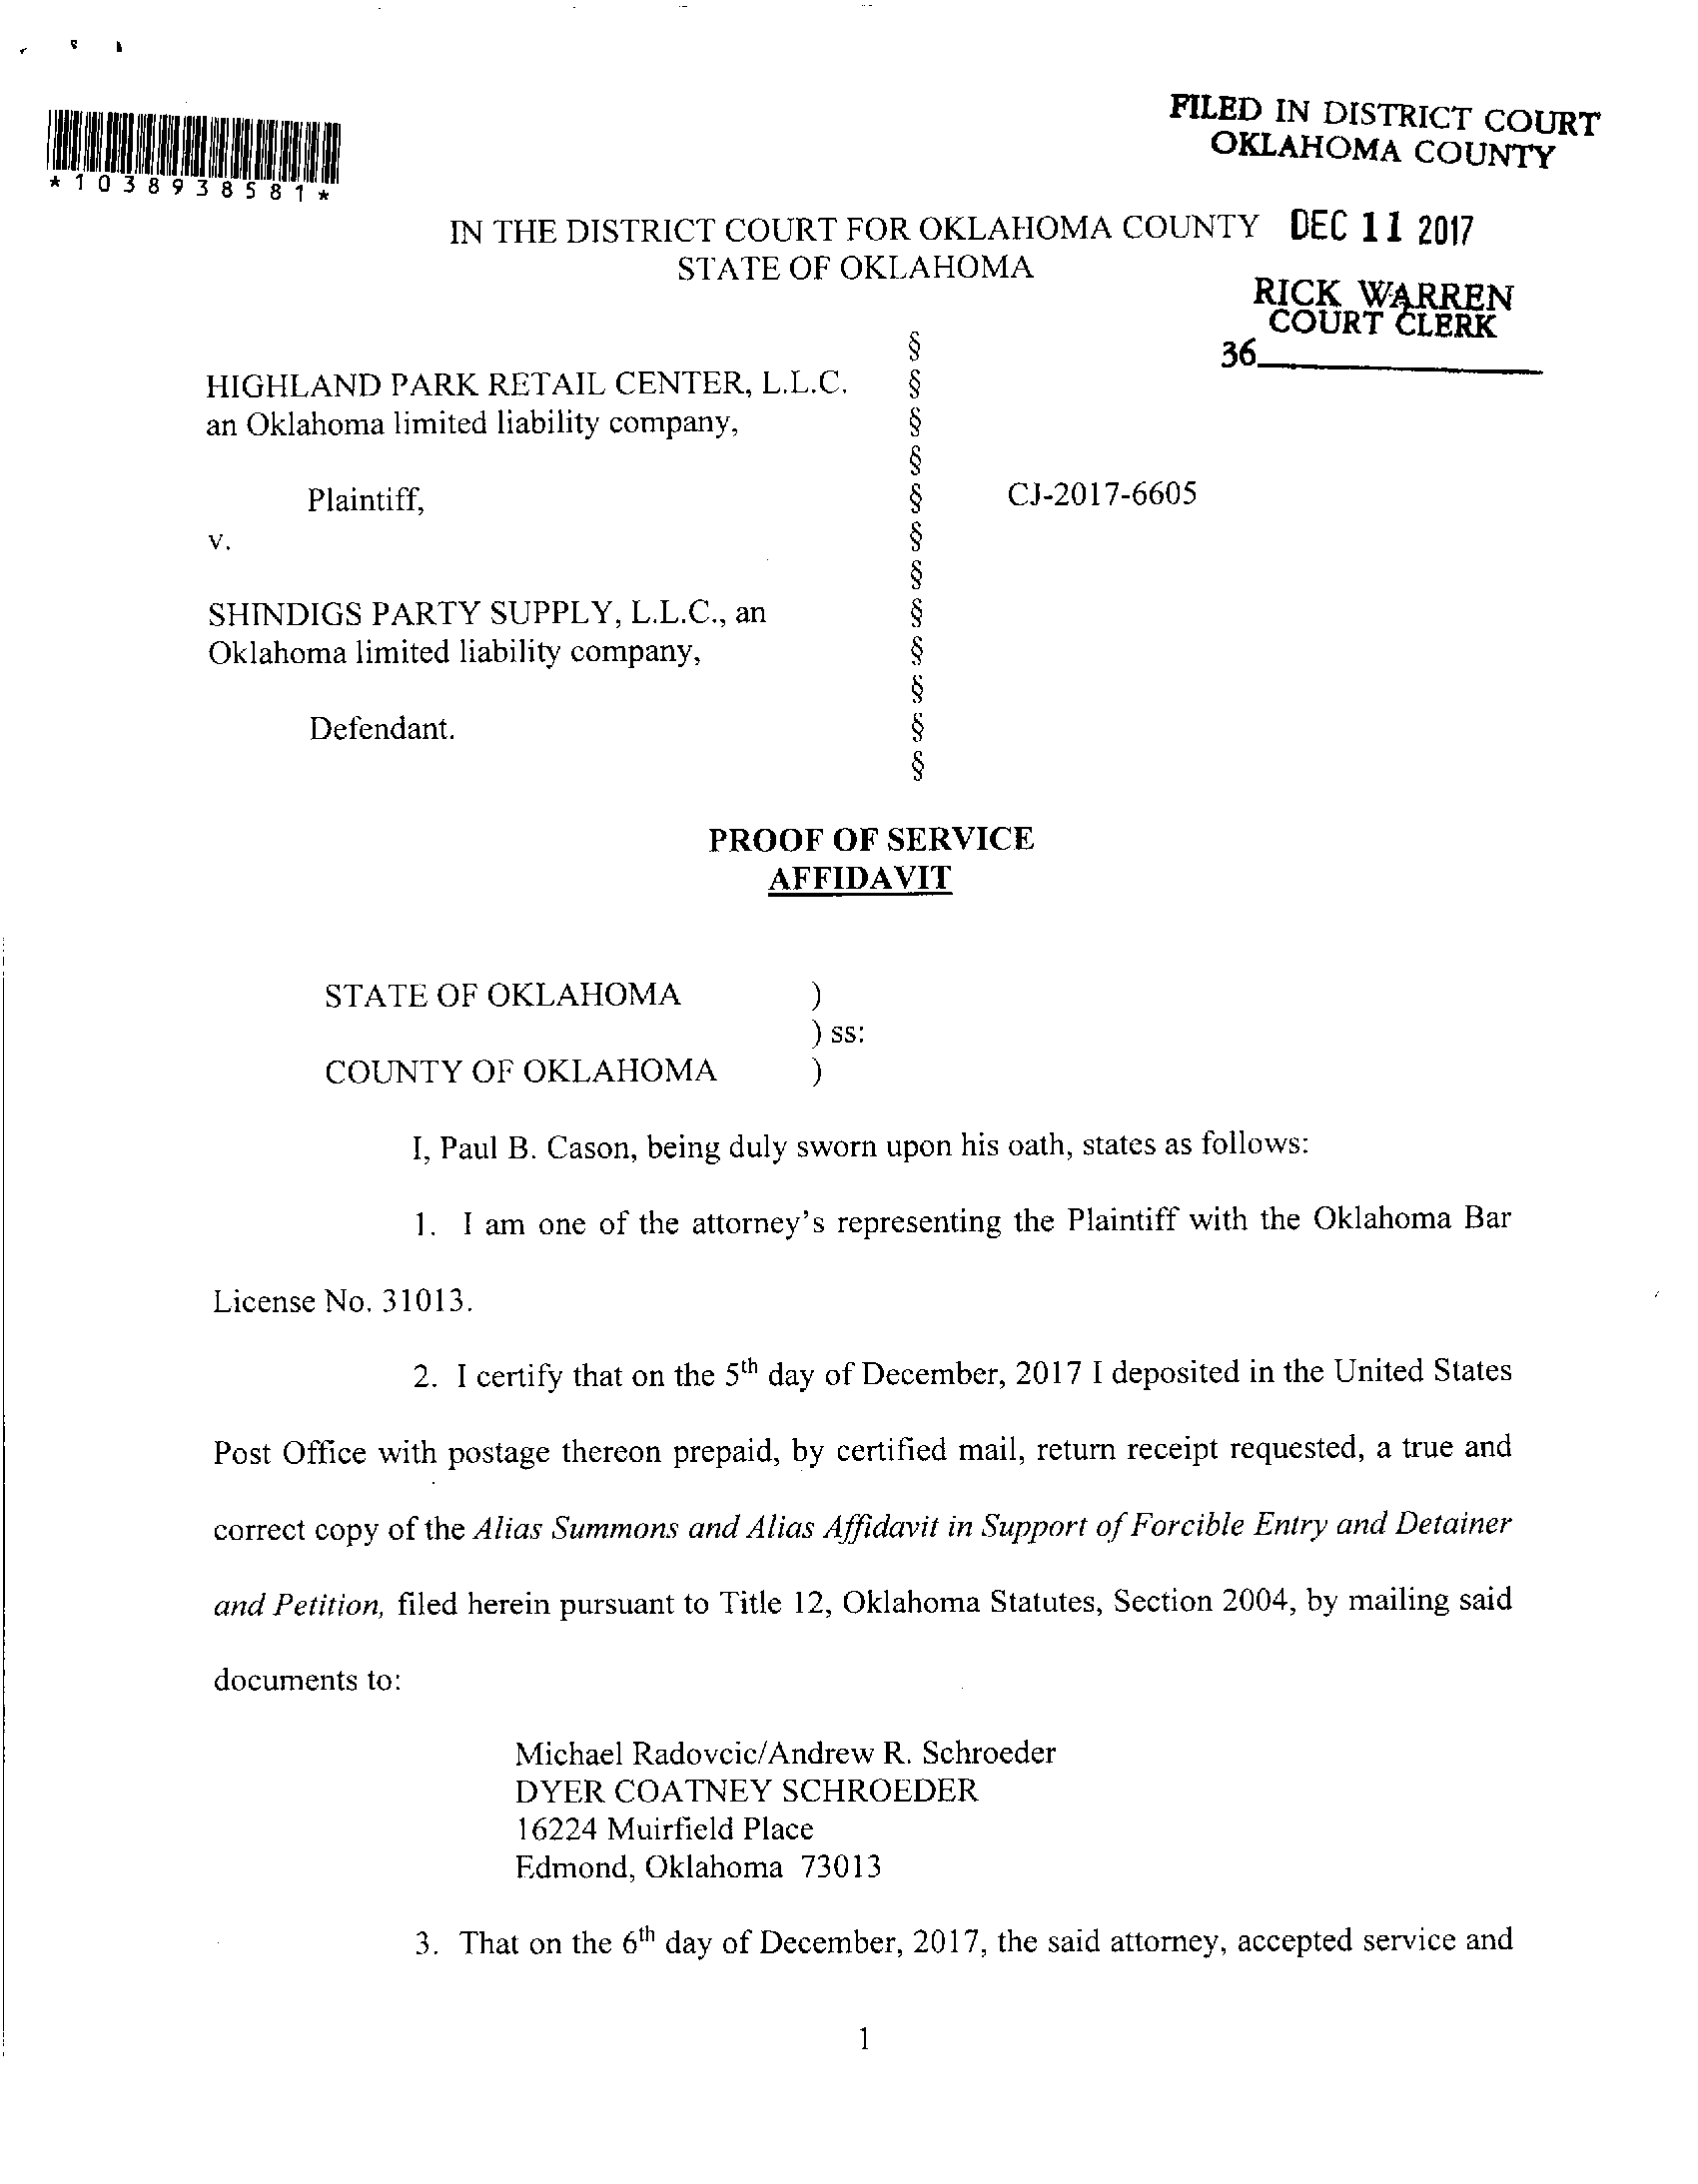 *1038938581*
FILED IN DISTRICT COURT
OKLAHOMA COUNTY
IN THE DISTRICT COURT FOR OKLAHOMA COUNTY DEC 11 2017
STATE OF OKLAHOMA
RICK WARREN
COURT CLERK
36
§
HIGHLAND PARK RETAIL CENTER, L.L.C. §
an Oklahoma limited liability company, §
§
Plaintiff, § CJ-2017-6605
v. §
§
SHINDIGS PARTY SUPPLY, L.L.C., an §
Oklahoma limited liability company, §
§
Defendant. §
§
PROOF OF SERVICE
AFFIDAVIT
STATE OF OKLAHOMA )
) ss:
COUNTY OF OKLAHOMA )
I, Paul B. Cason, being duly sworn upon his oath, states as follows:
1. I am one of the attorney's representing the Plaintiff with the Oklahoma Bar
License No. 31013.
2. I certify that on the 5th day of December, 2017 I deposited in the United States
Post Office with postage thereon prepaid, by certified mail, return receipt requested, a true and
correct copy of the Alias Summons and Alias Affidavit in Support of Forcible Entry and Detainer
and Petition, filed herein pursuant to Title 12, Oklahoma Statutes, Section 2004, by mailing said
documents to:
Michael Radovcic/Andrew R. Schroeder
DYER COATNEY SCHROEDER
16224 Muirfield Place
Edmond, Oklahoma 73013
3. That on the 6th day of December, 2017, the said attorney, accepted service and
1